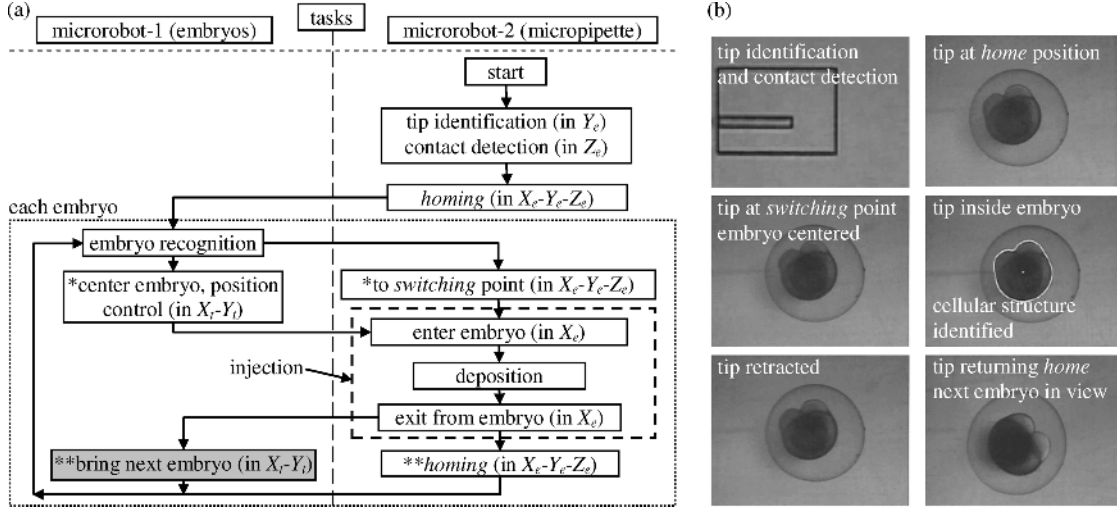 (a)
tasks
microrobot-1 (embryos)
microrobot-2 (micropipette)
start
tip identification (in Ye)
contact detection (in Ze)
homing (in Xe-Ye-Ze)
each embryo
embryo recognition
*center embryo, position
control (in Xt-Yt)
*to switching point (in Xe-Ye-Ze)
enter embryo (in Xe)
injection
deposition
exit from embryo (in Xe)
**bring next embryo (in Xt-Yt)
**homing (in Xe-Ye-Ze)
(b)
tip identification
and contact detection
tip at home position
tip at switching point
embryo centered
tip inside embryo
cellular structure
identified
tip retracted
tip returning home
next embryo in view